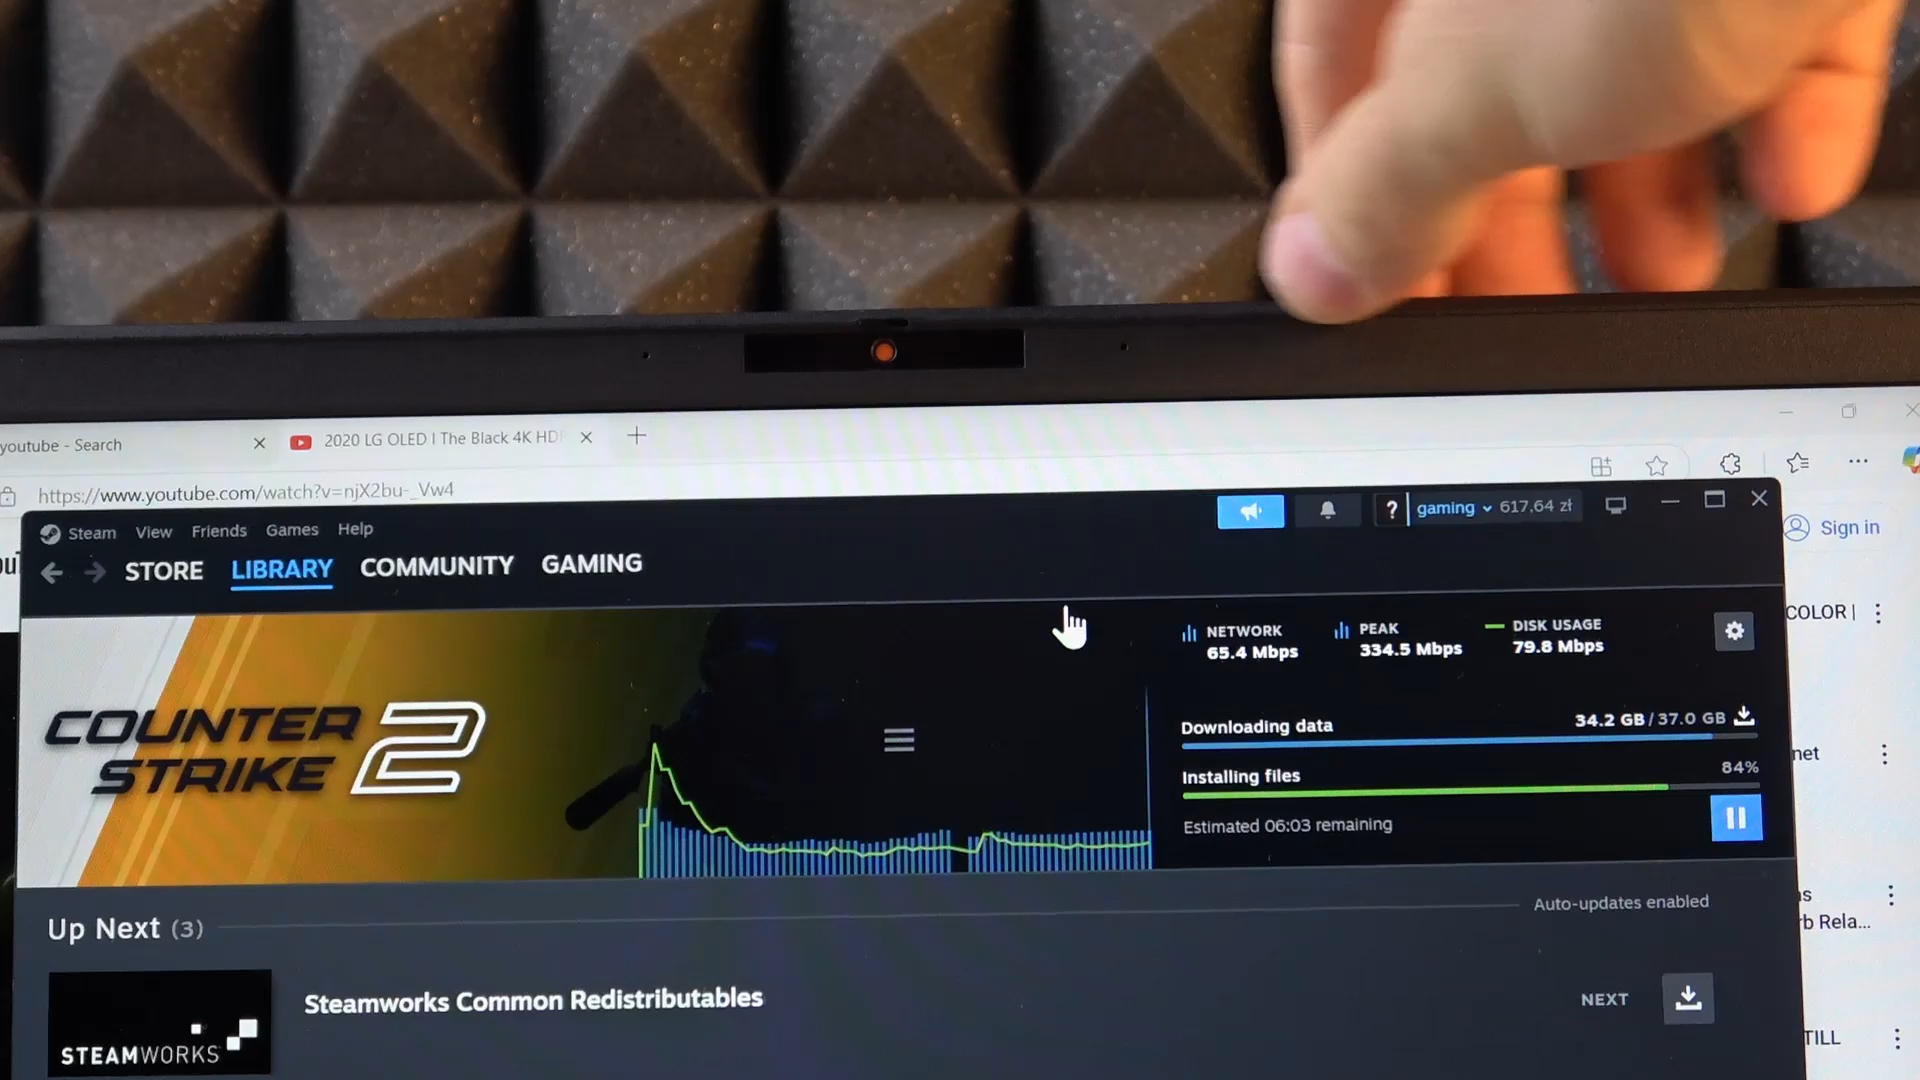 youtube - Search
2020 LG OLED l The Black 4K HD
https://www.youtube.com/watch?v=njX2bu-_Vw4
Steam View Friends Games Help
? gaming 617,64 zł
Sign in
STORE LIBRARY COMMUNITY GAMING
COLOR |
NETWORK
65.4 Mbps
PEAK
334.5 Mbps
DISK USAGE
79.8 Mbps
COUNTER
STRIKE 2
Downloading data 34.2 GB / 37.0 GB
Installing files 84%
Estimated 06:03 remaining
net
Up Next (3)
Auto-updates enabled
rb Rela...
Steamworks Common Redistributables
NEXT
STEAMWORKS
TILL